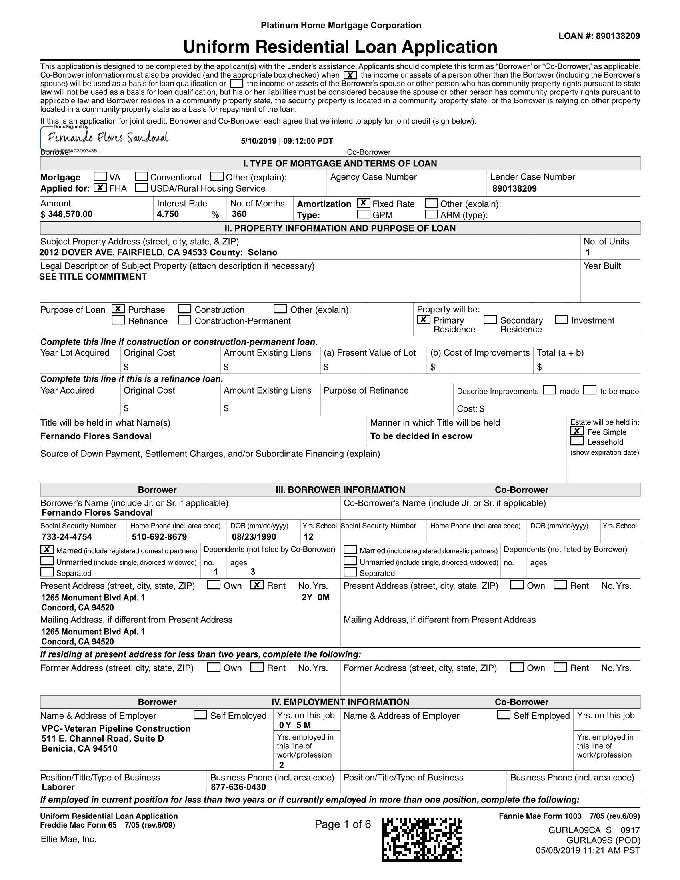 Platinum Home Mortgage Corporation
LOAN #: 890138209
Uniform Residential Loan Application
This application is designed to be completed by the applicant(s) with the Lender's assistance. Applicants should complete this form as "Borrower" or "Co-Borrower," as applicable.
Co-Borrower information must also be provided (and the appropriate box checked) when X the income or assets of a person other than the Borrower (including the Borrower's
spouse) will be used as a basis for loan qualification or the income or assets of the Borrower's spouse or other person who has community property rights pursuant to state
law will not be used as a basis for loan qualification, but his or her liabilities must be considered because the spouse or other person has community property rights pursuant to
applicable law and Borrower resides in a community property state, the security property is located in a community property state, or the Borrower is relying on other property
located in a community property state as a basis for repayment of the loan.
If this is an application for joint credit, Borrower and Co-Borrower each agree that we intend to apply for joint credit (sign below):
Fernando Flores Sandoval
5/10/2019 | 09:12:00 PDT
Borrower Co-Borrower
I. TYPE OF MORTGAGE AND TERMS OF LOAN
Mortgage VA Conventional Other (explain): Agency Case Number Lender Case Number
Applied for: X FHA USDA/Rural Housing Service 890138209
Amount Interest Rate No. of Months Amortization X Fixed Rate Other (explain):
$ 348,570.00 4.750 % 360 Type: GPM ARM (type):
II. PROPERTY INFORMATION AND PURPOSE OF LOAN
Subject Property Address (street, city, state, & ZIP) No. of Units
2012 DOVER AVE, FAIRFIELD, CA 94533 County: Solano 1
Legal Description of Subject Property (attach description if necessary) Year Built
SEE TITLE COMMITMENT
Purpose of Loan X Purchase Construction Other (explain): Property will be:
Refinance Construction-Permanent X Primary Residence Secondary Residence Investment
Complete this line if construction or construction-permanent loan.
Year Lot Acquired Original Cost Amount Existing Liens (a) Present Value of Lot (b) Cost of Improvements Total (a + b)
$ $ $ $ $
Complete this line if this is a refinance loan.
Year Acquired Original Cost Amount Existing Liens Purpose of Refinance Describe Improvements made to be made
$ $ Cost: $
Title will be held in what Name(s) Manner in which Title will be held Estate will be held in:
Fernando Flores Sandoval To be decided in escrow X Fee Simple
Leasehold
Source of Down Payment, Settlement Charges, and/or Subordinate Financing (explain) (show expiration date)
Borrower III. BORROWER INFORMATION Co-Borrower
Borrower's Name (include Jr. or Sr. if applicable) Co-Borrower's Name (include Jr. or Sr. if applicable)
Fernando Flores Sandoval
Social Security Number Home Phone (incl. area code) DOB (mm/dd/yyyy) Yrs. School Social Security Number Home Phone (incl. area code) DOB (mm/dd/yyyy) Yrs. School
733-24-4754 510-692-8679 08/23/1990 12
X Married (include registered domestic partners) Dependents (not listed by Co-Borrower) Married (include registered domestic partners) Dependents (not listed by Borrower)
Unmarried (include single, divorced, widowed) no. ages Unmarried (include single, divorced, widowed) no. ages
Separated 1 3 Separated
Present Address (street, city, state, ZIP) Own X Rent No. Yrs. Present Address (street, city, state, ZIP) Own Rent No. Yrs.
1265 Monument Blvd Apt. 1 2Y 0M
Concord, CA 94520
Mailing Address, if different from Present Address Mailing Address, if different from Present Address
1265 Monument Blvd Apt. 1
Concord, CA 94520
If residing at present address for less than two years, complete the following:
Former Address (street, city, state, ZIP) Own Rent No. Yrs. Former Address (street, city, state, ZIP) Own Rent No. Yrs.
Borrower IV. EMPLOYMENT INFORMATION Co-Borrower
Name & Address of Employer Self Employed Yrs. on this job Name & Address of Employer Self Employed Yrs. on this job
VPC- Veteran Pipeline Construction 0Y 5M
511 E. Channel Road, Suite D Yrs. employed in this line of work/profession Yrs. employed in this line of work/profession
Benicia, CA 94510
2
Position/Title/Type of Business Business Phone (incl. area code) Position/Title/Type of Business Business Phone (incl. area code)
Laborer 877-636-0430
If employed in current position for less than two years or if currently employed in more than one position, complete the following:
Uniform Residential Loan Application
Freddie Mac Form 65 7/05 (rev.6/09)
Page 1 of 6
Fannie Mae Form 1003 7/05 (rev.6/09)
Ellie Mae, Inc.
GURLA09CA_S 0917
GURLA09S (POD)
05/08/2019 11:21 AM PST